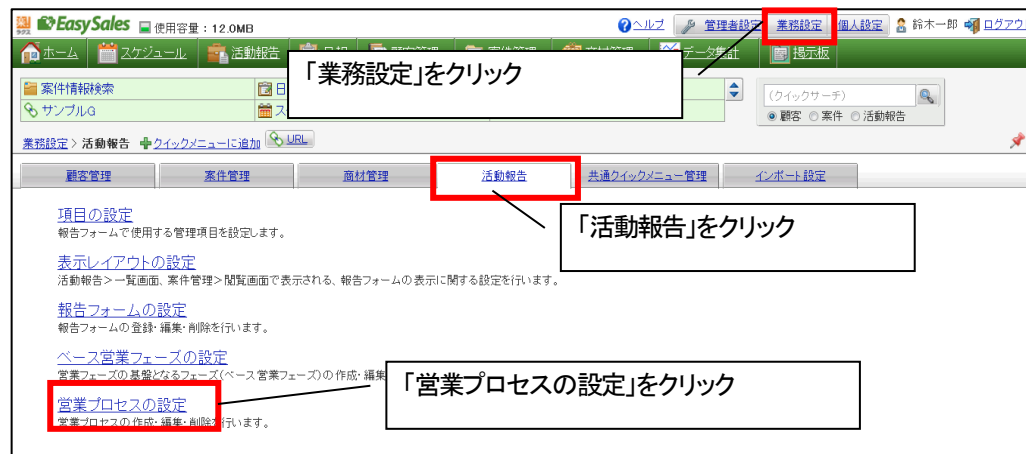 EasySales 使用容量：12.0MB ヘルプ 管理者設定 業務設定 個人設定 鈴木一郎 ログアウ
ホーム スケジュール 活動報告 データ集計 掲示板
「業務設定」をクリック
案件情報検索
サンプルG
(クイックサーチ)
顧客 案件 活動報告
業務設定 > 活動報告 クイックメニューに追加 URL
顧客管理 案件管理 商材管理 活動報告 共通クイックメニュー管理 インポート設定
項目の設定
報告フォームで使用する管理項目を設定します。
「活動報告」をクリック
表示レイアウトの設定
活動報告＞一覧画面、案件管理＞閲覧画面で表示される、報告フォームの表示に関する設定を行います。
報告フォームの設定
報告フォームの登録・編集・削除を行います。
ベース営業フェーズの設定
営業フェーズの基盤となるフェーズ(ベース営業フェーズ)の作成・編集
「営業プロセスの設定」をクリック
営業プロセスの設定
営業プロセスの作成・編集・削除を行います。